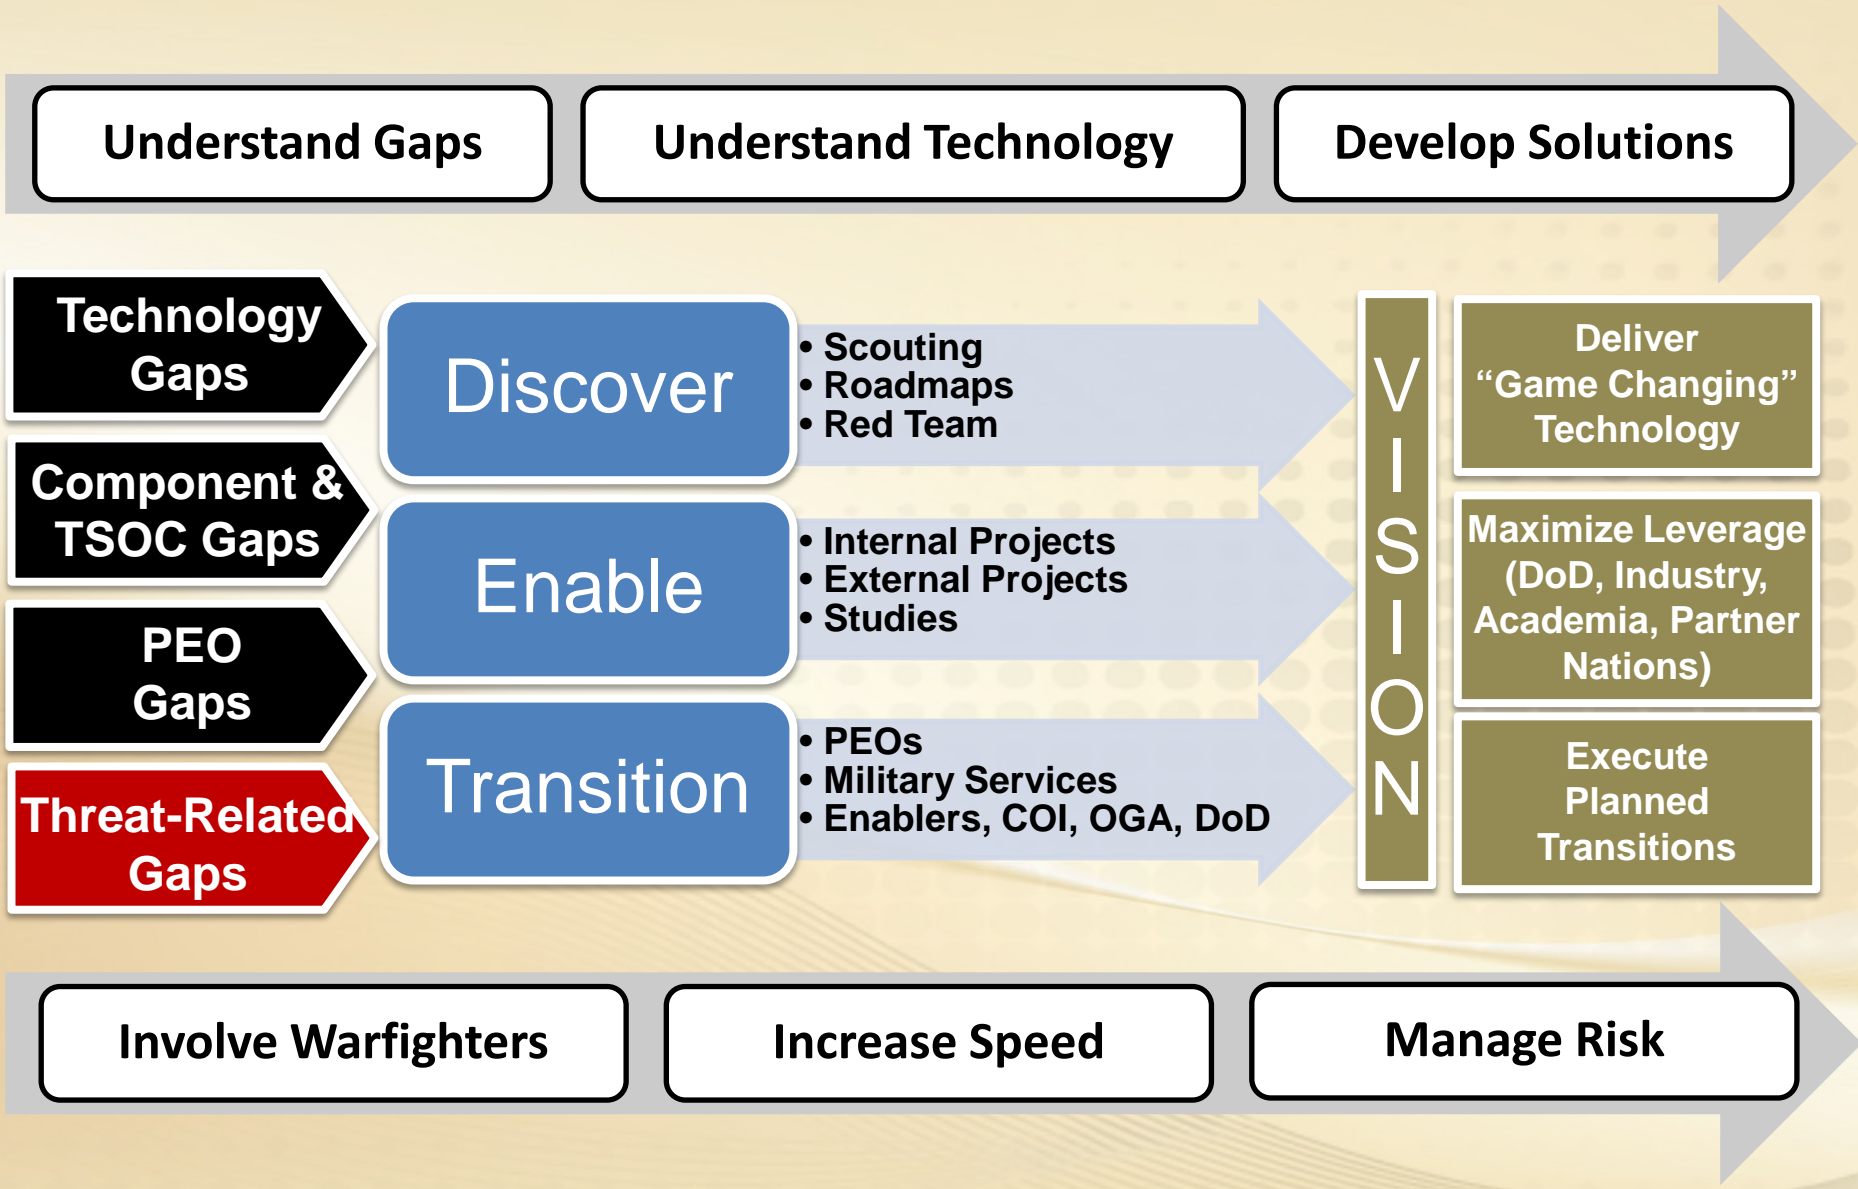 Understand Gaps
Understand Technology
Develop Solutions
Technology
Gaps
Component &
TSOC Gaps
PEO
Gaps
Threat-Related
Gaps
Discover
• Scouting
• Roadmaps
• Red Team
Enable
• Internal Projects
• External Projects
• Studies
Transition
• PEOs
• Military Services
• Enablers, COI, OGA, DoD
V
I
S
I
O
N
Deliver
“Game Changing”
Technology
Maximize Leverage
(DoD, Industry,
Academia, Partner
Nations)
Execute
Planned
Transitions
Involve Warfighters
Increase Speed
Manage Risk